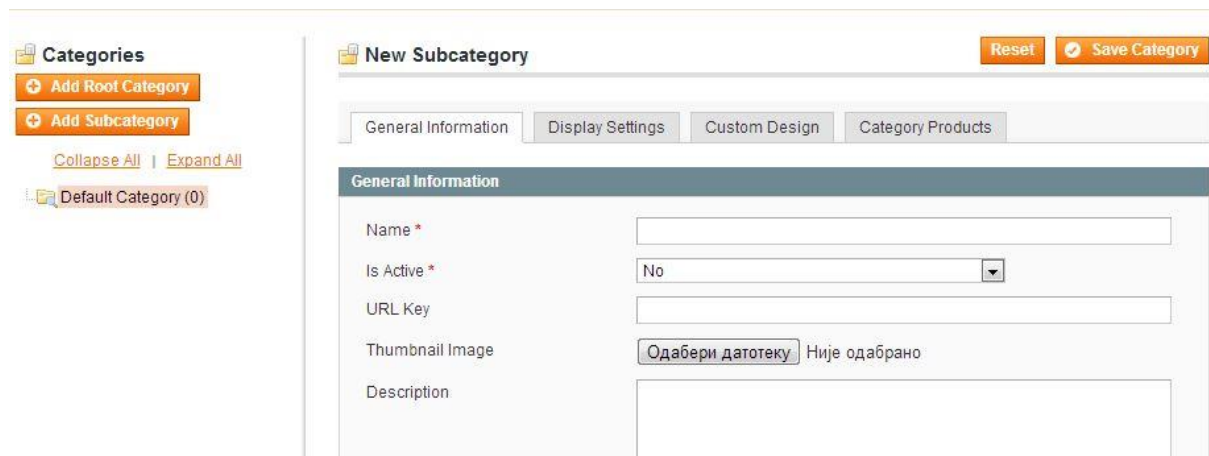 Categories
Add Root Category
Add Subcategory
Collapse All | Expand All
Default Category (0)
New Subcategory
Reset
Save Category
General Information
Display Settings
Custom Design
Category Products
General Information
Name *
Is Active *
No
URL Key
Thumbnail Image
Одабери датотеку Није одабрано
Description